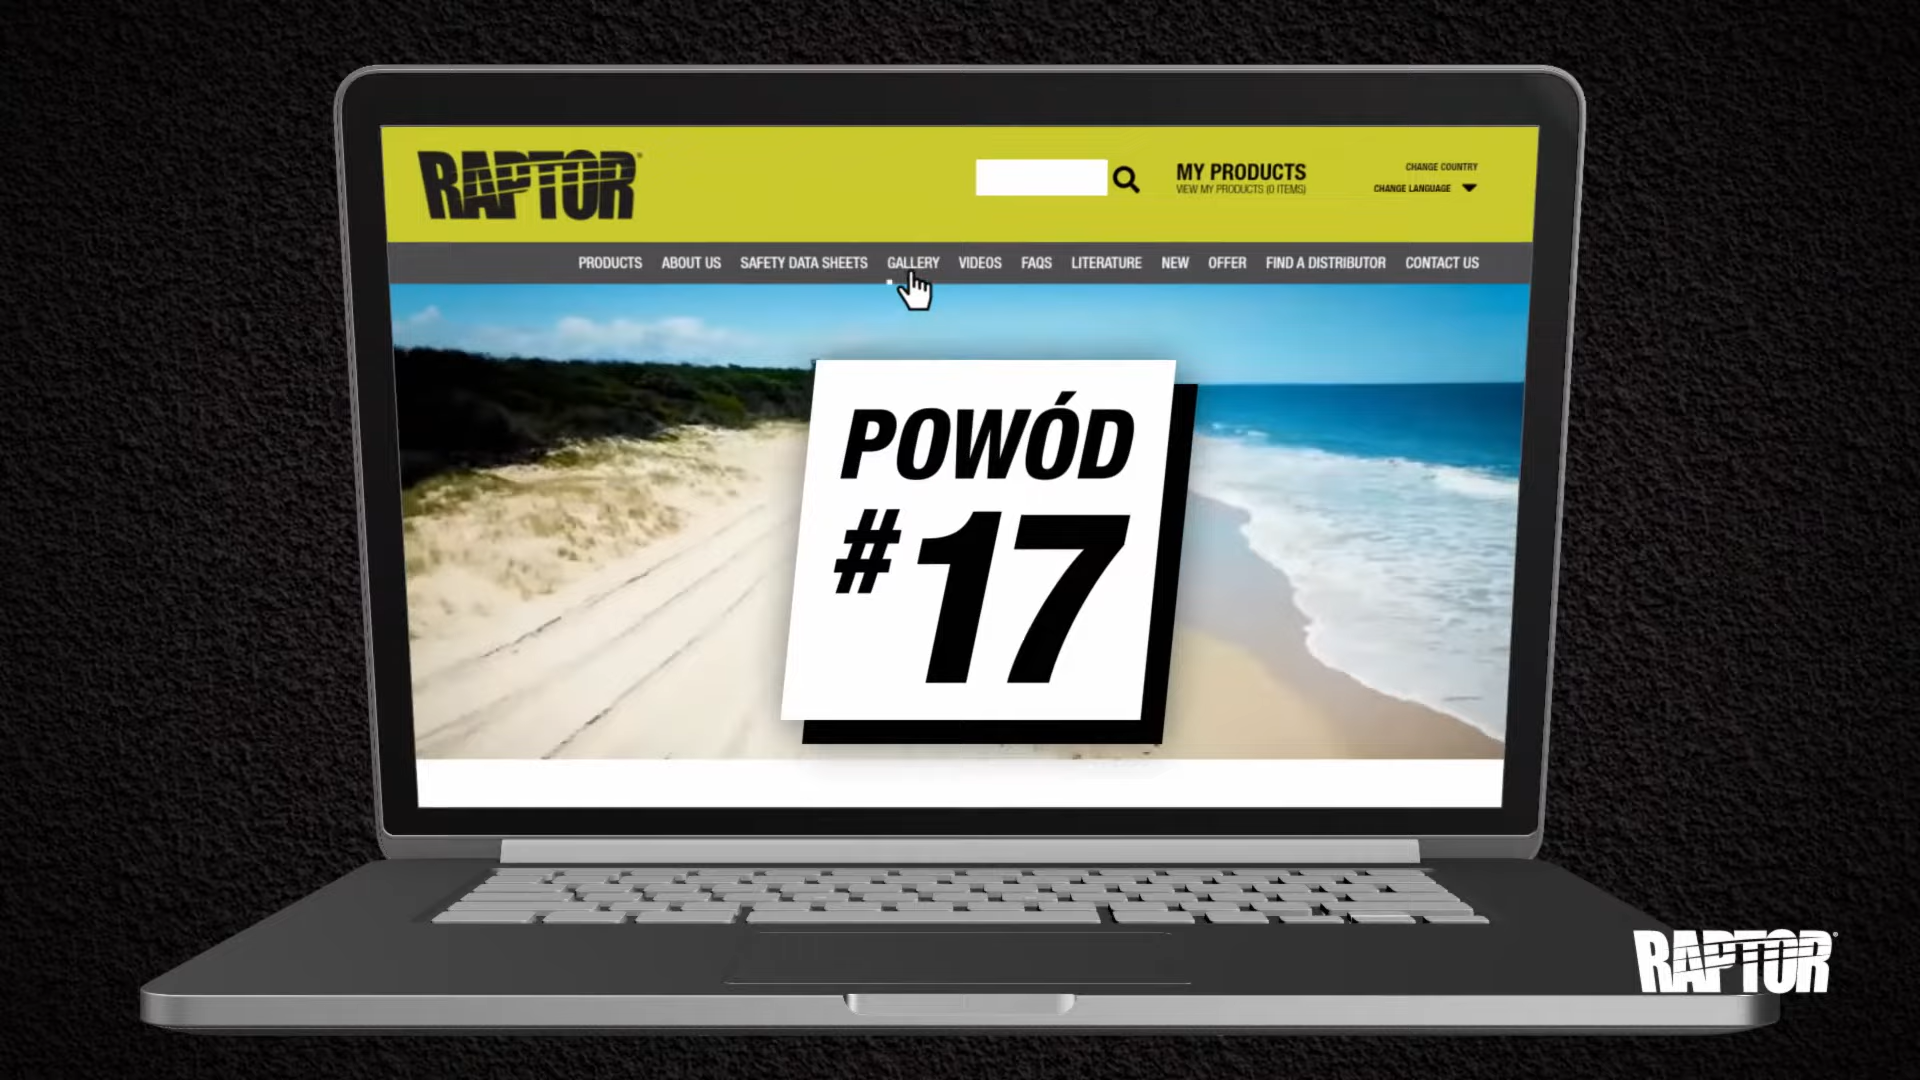 RAPTOR®
MY PRODUCTS
VIEW MY PRODUCTS (0 ITEMS)
CHANGE COUNTRY
CHANGE LANGUAGE
PRODUCTS ABOUT US SAFETY DATA SHEETS GALLERY VIDEOS FAQS LITERATURE NEW OFFER FIND A DISTRIBUTOR CONTACT US
POWÓD
#17
RAPTOR®